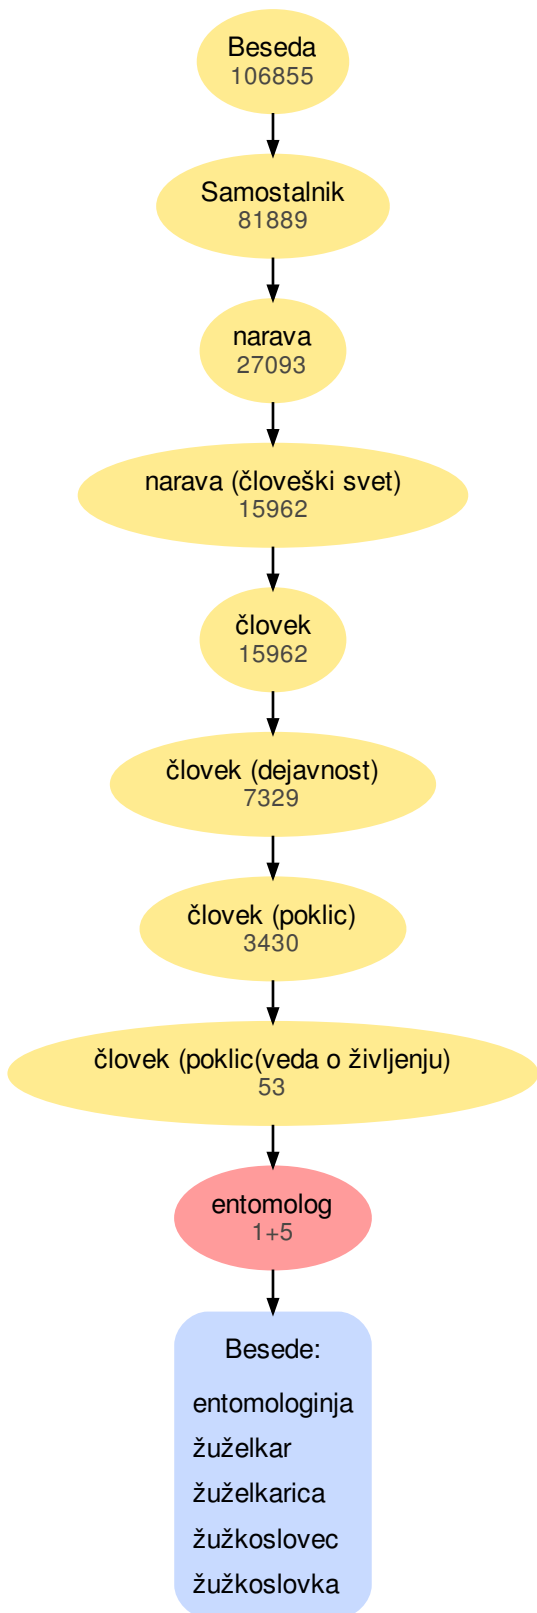 Beseda
106855
Samostalnik
81889
narava
27093
narava (človeški svet)
15962
človek
15962
človek (dejavnost)
7329
človek (poklic)
3430
človek (poklic(veda o življenju)
53
entomolog
1+5
Besede:
entomologinja
žuželkar
žuželkarica
žužkoslovec
žužkoslovka